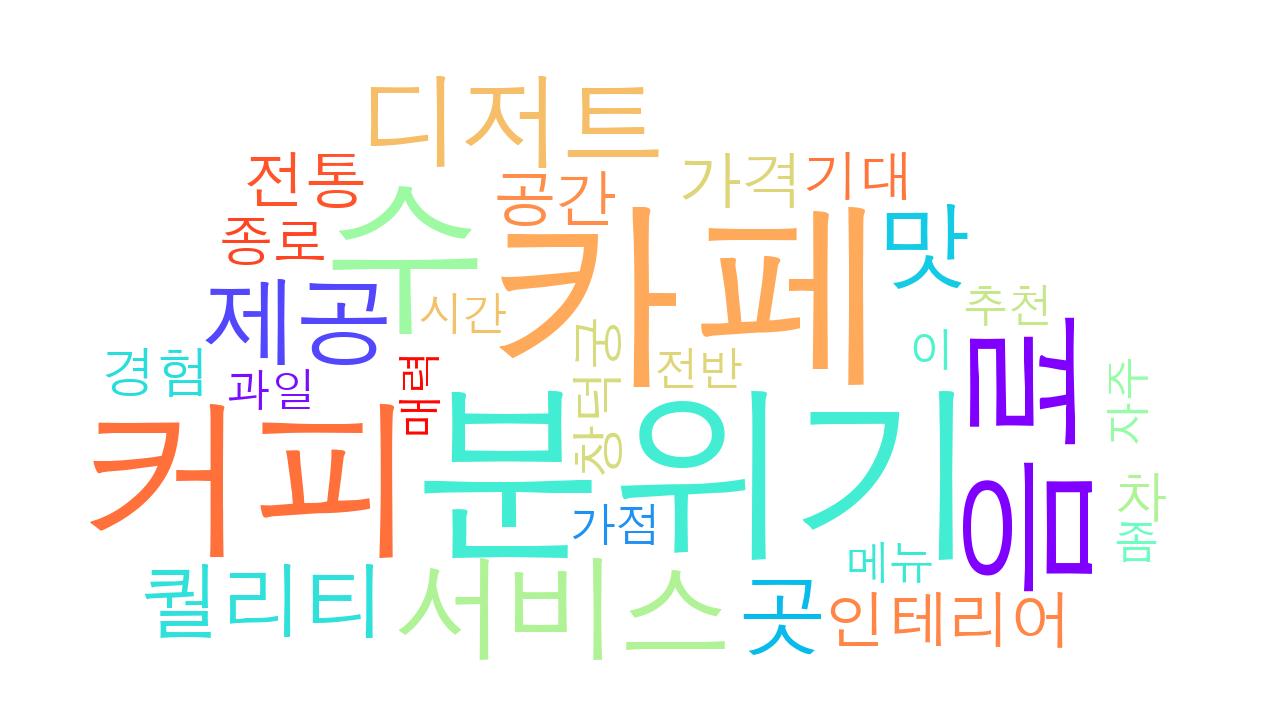 디저트
전통
공간
가격
기대
종로
수
카페
맛
제공
시간
추천
경험
과일
매력
창덕궁
전반
이
음료
자주
커피
분위기
가점
차
좀
메뉴
퀄리티
서비스
곳
인테리어